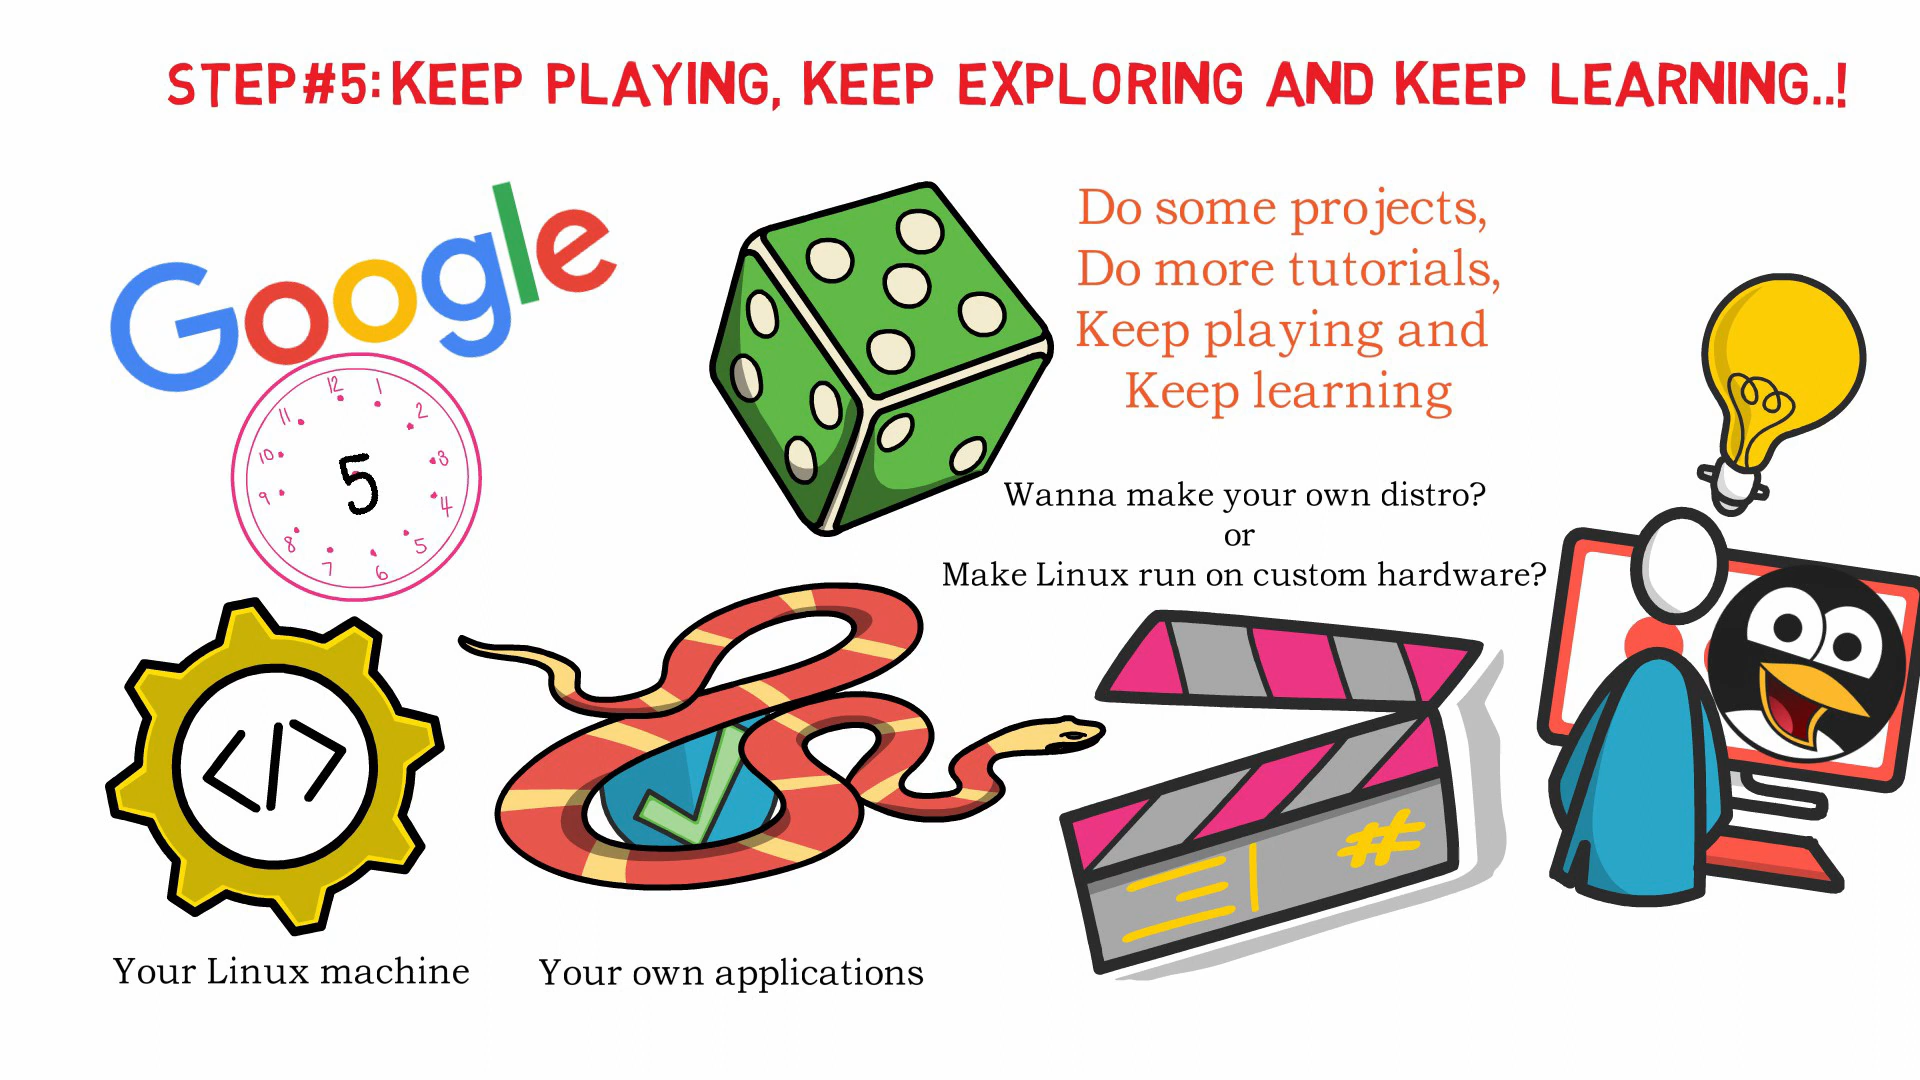 STEP#5: KEEP PLAYING, KEEP EXPLORING AND KEEP LEARNING..!
Google
Do some projects,
Do more tutorials,
Keep playing and
Keep learning
12
1
2
3
4
5
6
7
8
9
10
11
5
Wanna make your own distro?
or
Make Linux run on custom hardware?
</>
#
Your Linux machine
Your own applications